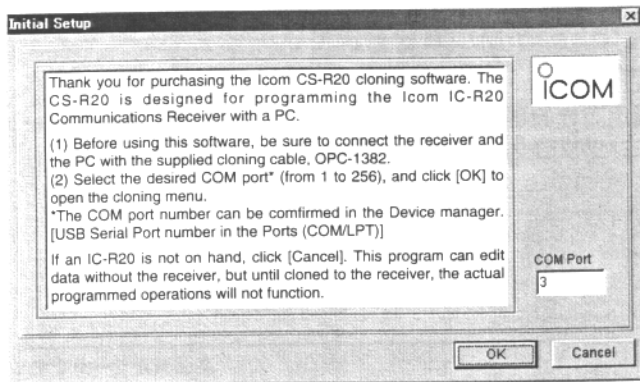 Initial Setup
Thank you for purchasing the Icom CS-R20 cloning software. The
CS-R20 is designed for programming the Icom IC-R20
Communications Receiver with a PC.
(1) Before using this software, be sure to connect the receiver and
the PC with the supplied cloning cable, OPC-1382.
(2) Select the desired COM port* (from 1 to 256), and click [OK] to
open the cloning menu.
*The COM port number can be comfirmed in the Device manager.
[USB Serial Port number in the Ports (COM/LPT)]
If an IC-R20 is not on hand, click [Cancel]. This program can edit
data without the receiver, but until cloned to the receiver, the actual
programmed operations will not function.
ICOM
COM Port
3
OK
Cancel